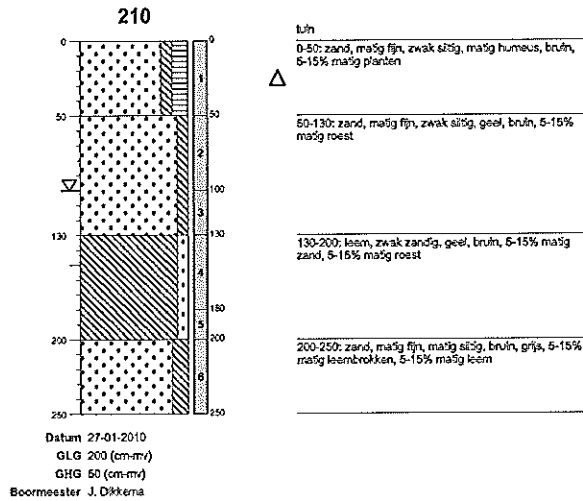 210
tuin
0-50: zand, matig fijn, zwak siltig, matig humeus, bruin,
5-15% matig planten
50-130: zand, matig fijn, zwak siltig, geel, bruin, 5-15%
matig roest
130-200: leem, zwak zandig, geel, bruin, 5-15% matig
zand, 5-15% matig roest
200-250: zand, matig fijn, matig siltig, bruin, grijs, 5-15%
matig leembrokken, 5-15% matig leem
0
50
130
200
250
1
2
3
4
5
6
0
50
100
130
180
200
250
Datum 27-01-2010
GLG 200 (cm-mv)
GHG 50 (cm-mv)
Boormeester J. Dikkema